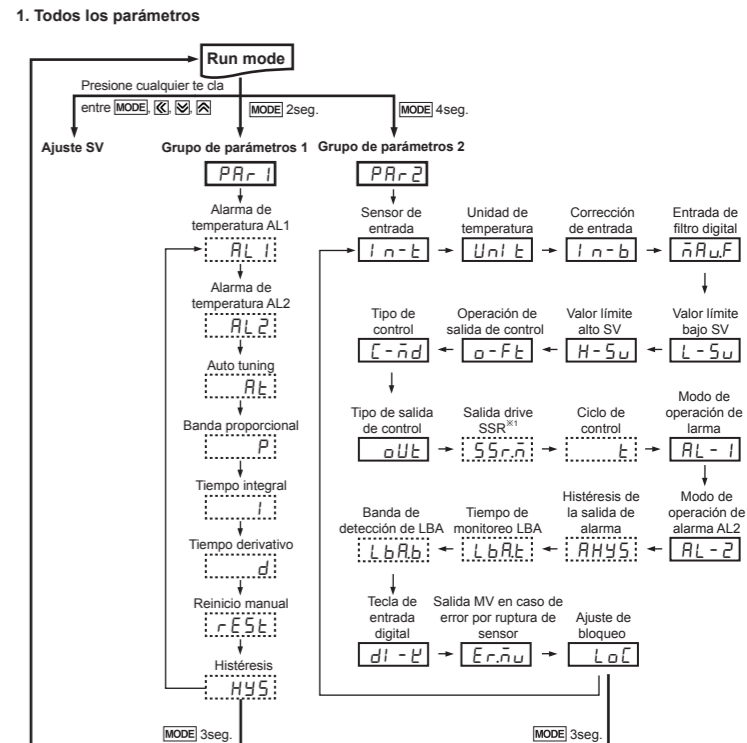 1. Todos los parámetros
Run mode
Presione cualquier te cla
entre MODE, «, ⌄, ⌃
MODE 2seg.
MODE 4seg.
Ajuste SV
Grupo de parámetros 1
Grupo de parámetros 2
PAr1
PAr2
Alarma de
temperatura AL1
AL1
Alarma de
temperatura AL2
AL2
Auto tuning
At
Banda proporcional
P
Tiempo integral
I
Tiempo derivativo
d
Reinicio manual
rESt
Histéresis
HYS
MODE 3seg.
Sensor de
entrada
In-t
Unidad de
temperatura
UnIt
Corrección
de entrada
In-b
Entrada de
filtro digital
mAu.F
Tipo de
control
C-md
Operación de
salida de control
o-Ft
Valor límite
alto SV
H-Su
Valor límite
bajo SV
L-Su
Tipo de salida
de control
oUt
Salida drive
SSR※1
SSr.m
Ciclo de
control
t
Modo de
operación de
larma
AL-1
Banda de
detección de LBA
LbA.b
Tiempo de
monitoreo LBA
LbA.t
Histéresis de
la salida de
alarma
AHYS
Modo de
operación de
alarma AL2
AL-2
Tecla de
entrada
digital
dI-K
Salida MV en caso de
error por ruptura de
sensor
Er.mu
Ajuste de
bloqueo
LoC
MODE 3seg.